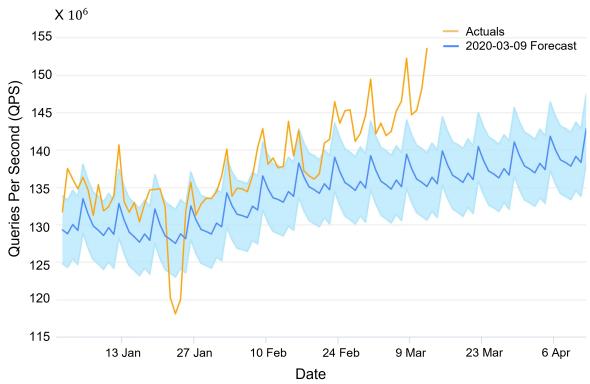 X 10⁶
Actuals
2020-03-09 Forecast
155
150
145
140
135
130
125
120
115
Queries Per Second (QPS)
13 Jan 27 Jan 10 Feb 24 Feb 9 Mar 23 Mar 6 Apr
Date